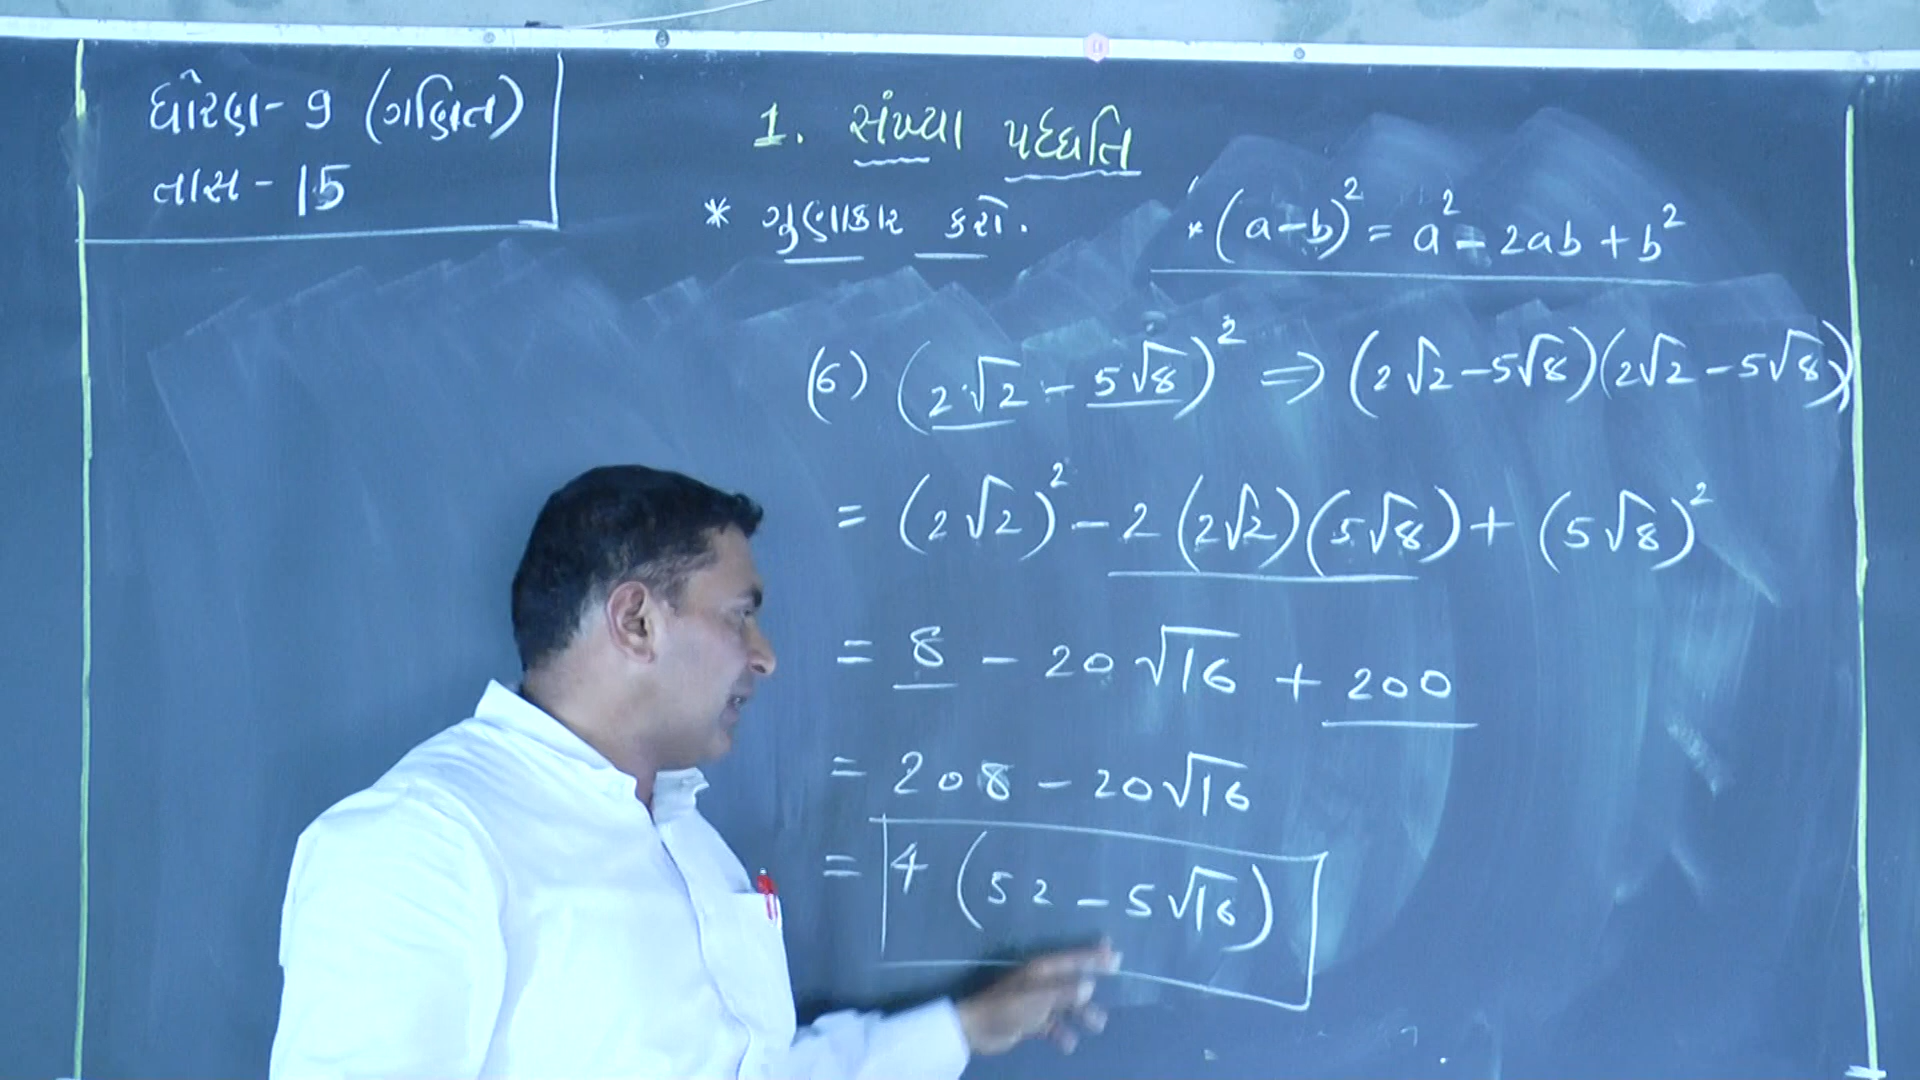 ધોરણ - 9 (ગણિત)
તાસ - 15
1. સંખ્યા પદ્ધતિ
* ગુણાકાર કરો.
* (a-b)² = a² - 2ab + b²
(6) (2√2 - 5√8)² ⇒ (2√2 - 5√8)(2√2 - 5√8)
= (2√2)² - 2(2√2)(5√8) + (5√8)²
= 8 - 20√16 + 200
= 208 - 20√16
= 4(52 - 5√16)